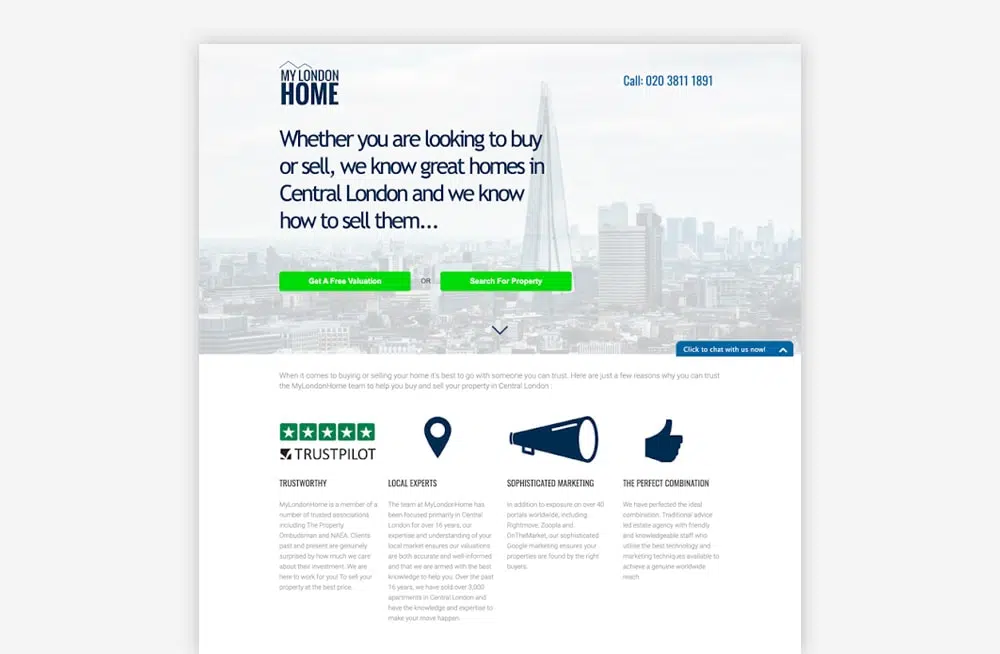 MY LONDON
HOME
Call: 020 3811 1891
Whether you are looking to buy
or sell, we know great homes in
Central London and we know
how to sell them...
Get A Free Valuation
OR
Search For Property
Click to chat with us now!
When it comes to buying or selling your home it's best to go with someone you can trust. Here are just a few reasons why you can trust
the MyLondonHome team to help you buy and sell your property in Central London :
TRUSTPILOT
TRUSTWORTHY
MyLondonHome is a member of a
number of trusted associations
including The Property
Ombudsman and NAEA. Clients
past and present are genuinely
surprised by how much we care
about their investment. We are
here to work for you! To sell your
property at the best price.
LOCAL EXPERTS
The team at MyLondonHome has
been focused primarily in Central
London for over 16 years, our
expertise and understanding of your
local market ensures our valuations
are both accurate and well-informed
and that we are armed with the best
knowledge to help you. Over the past
16 years, we have sold over 3,000
apartments in Central London and
have the knowledge and expertise to
make your move happen.
SOPHISTICATED MARKETING
In addition to exposure on over 40
portals worldwide, including
Rightmove, Zoopla and
OnTheMarket, our sophisticated
Google marketing ensures your
properties are found by the right
buyers.
THE PERFECT COMBINATION
We have perfected the ideal
combination. Traditional advice
led estate agency with friendly
and knowledgeable staff who
utilise the best technology and
marketing techniques available to
achieve a genuine worldwide
reach